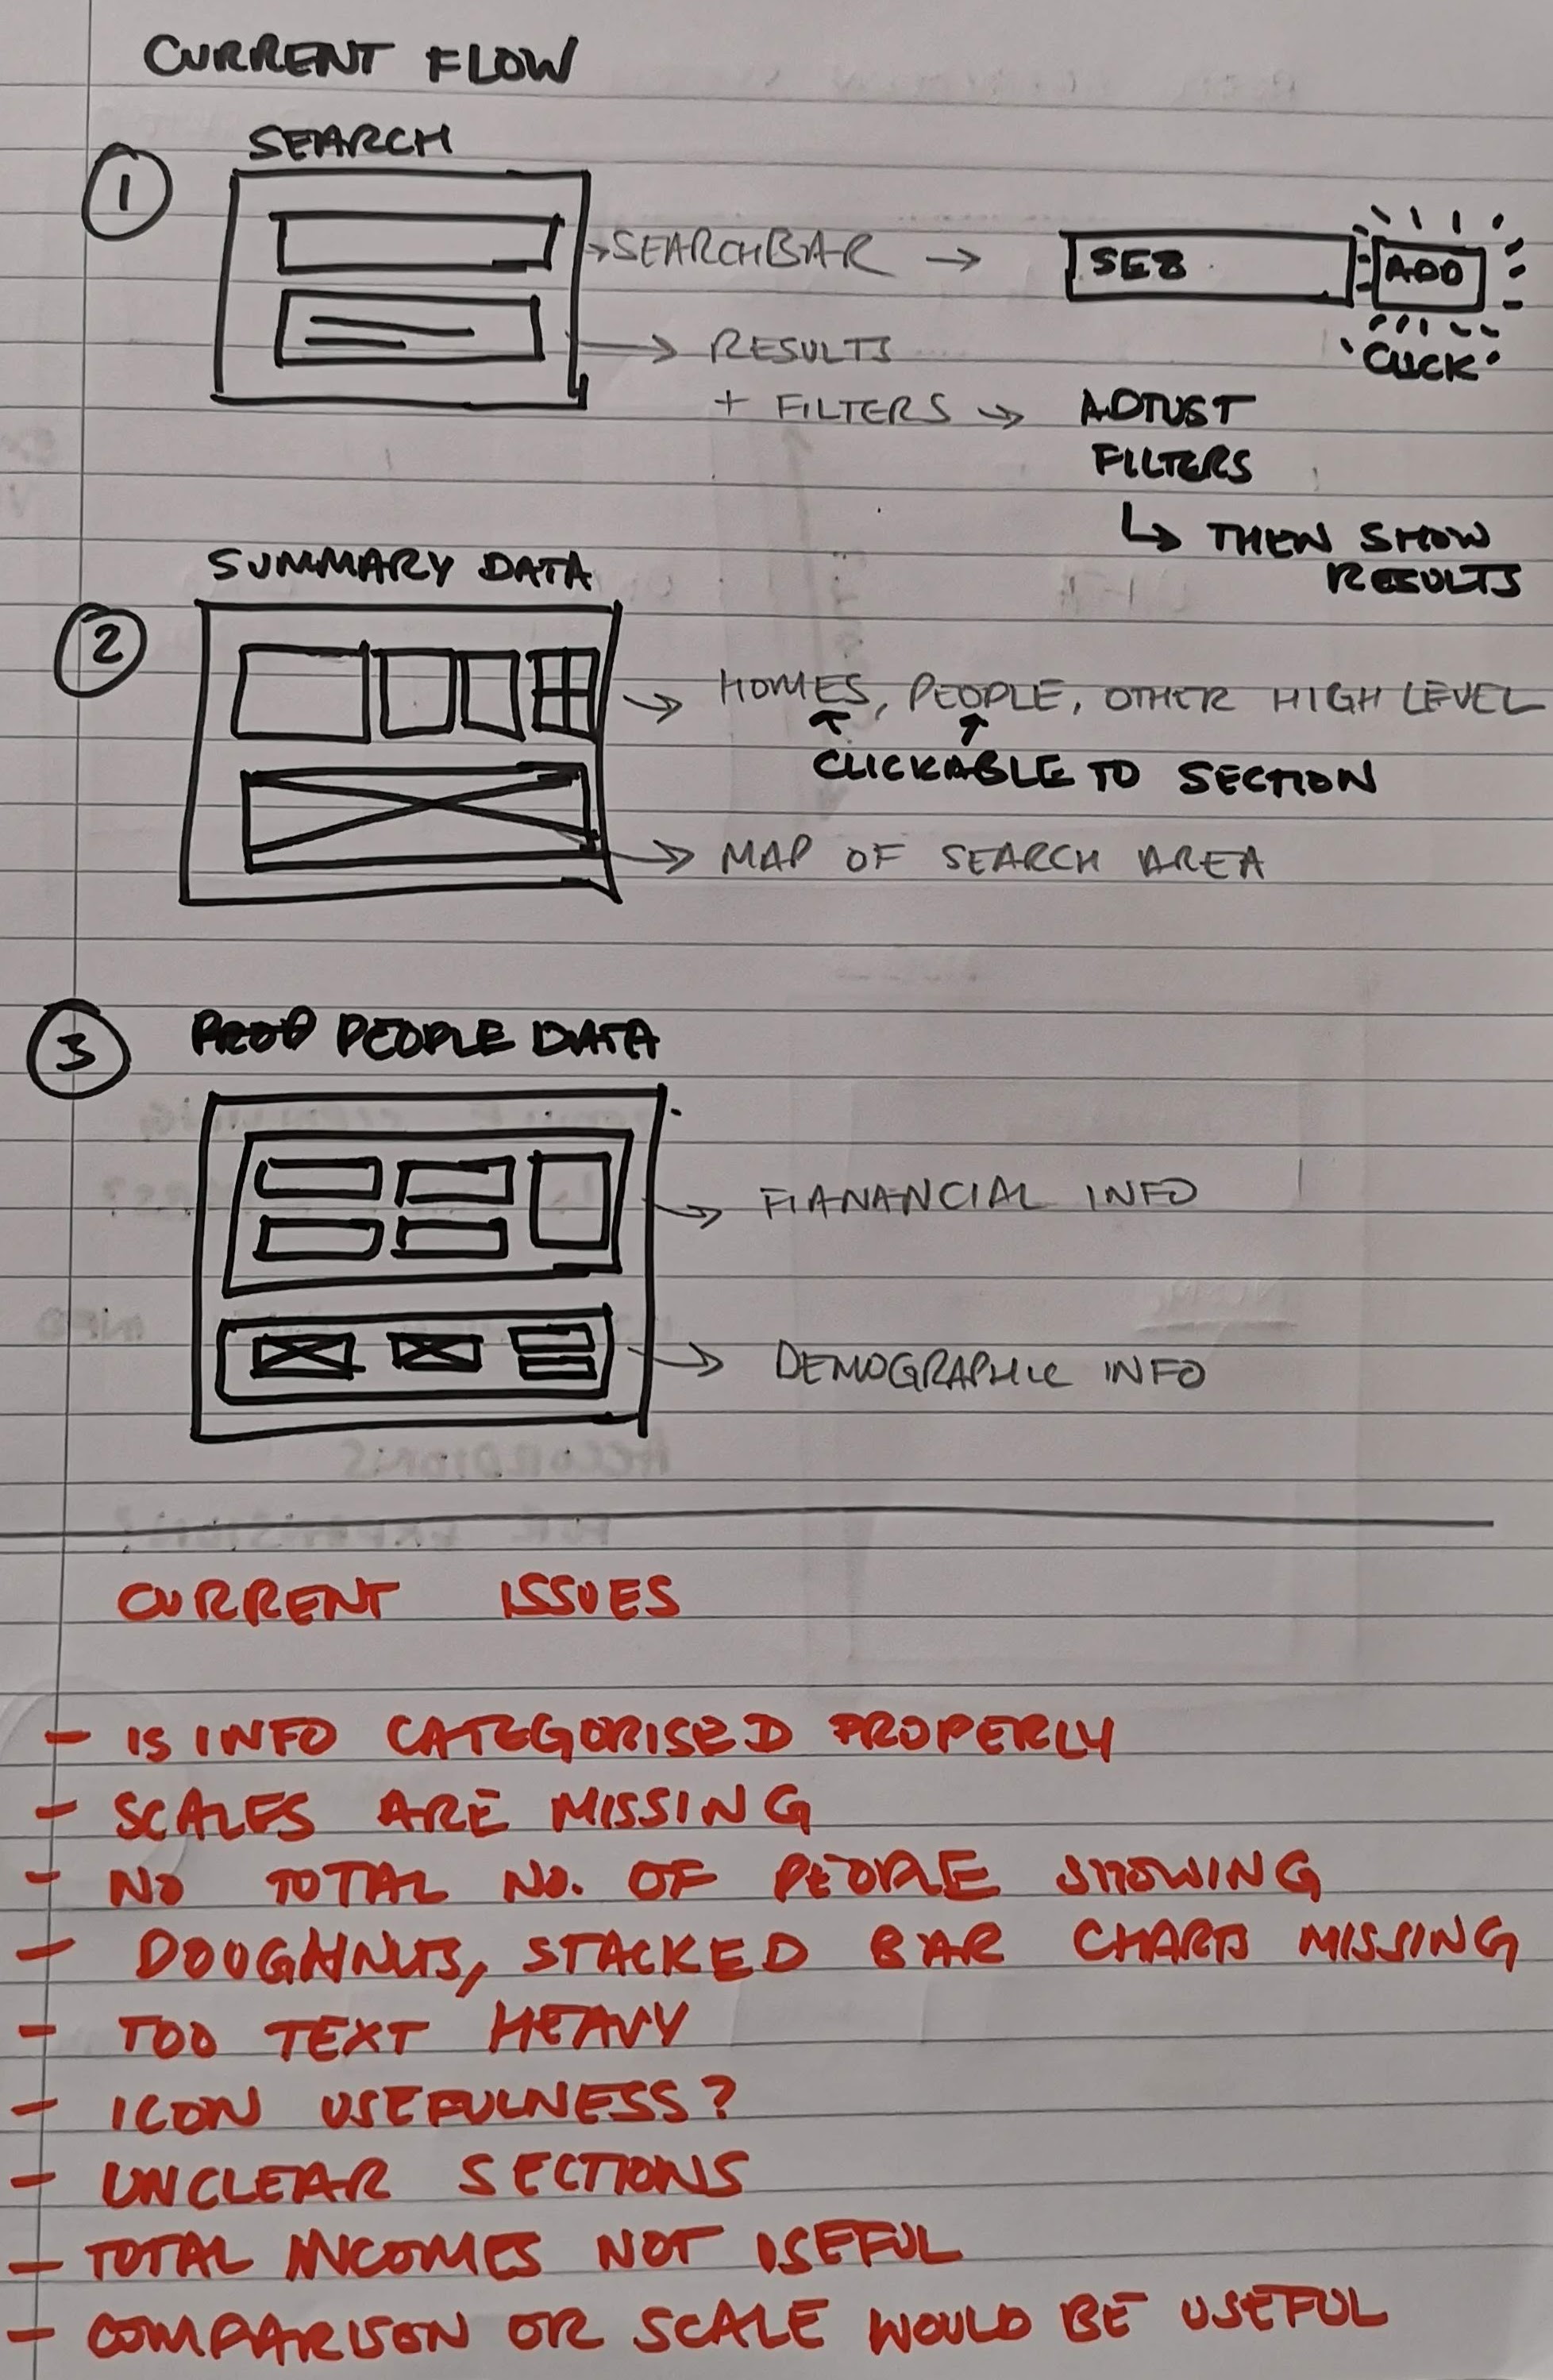 CURRENT FLOW
1
SEARCH
SEARCHBAR
SE8
ADD
'CLICK'
RESULTS
+ FILTERS
ADJUST
FILTERS
THEN SHOW
RESULTS
2
SUMMARY DATA
HOMES, PEOPLE, OTHER HIGH LEVEL
CLICKABLE TO SECTION
MAP OF SEARCH AREA
3
PEOPLE DATA
FIANANCIAL INFO
DEMOGRAPHIC INFO
CURRENT ISSUES
- IS INFO CATEGORISED PROPERLY
- SCALES ARE MISSING
- NO TOTAL NO. OF PEOPLE SHOWING
- DOUGHNUTS, STACKED BAR CHARTS MISSING
- TOO TEXT HEAVY
- ICON USEFULNESS?
- UNCLEAR SECTIONS
- TOTAL INCOMES NOT USEFUL
- COMPARISON OR SCALE WOULD BE USEFUL